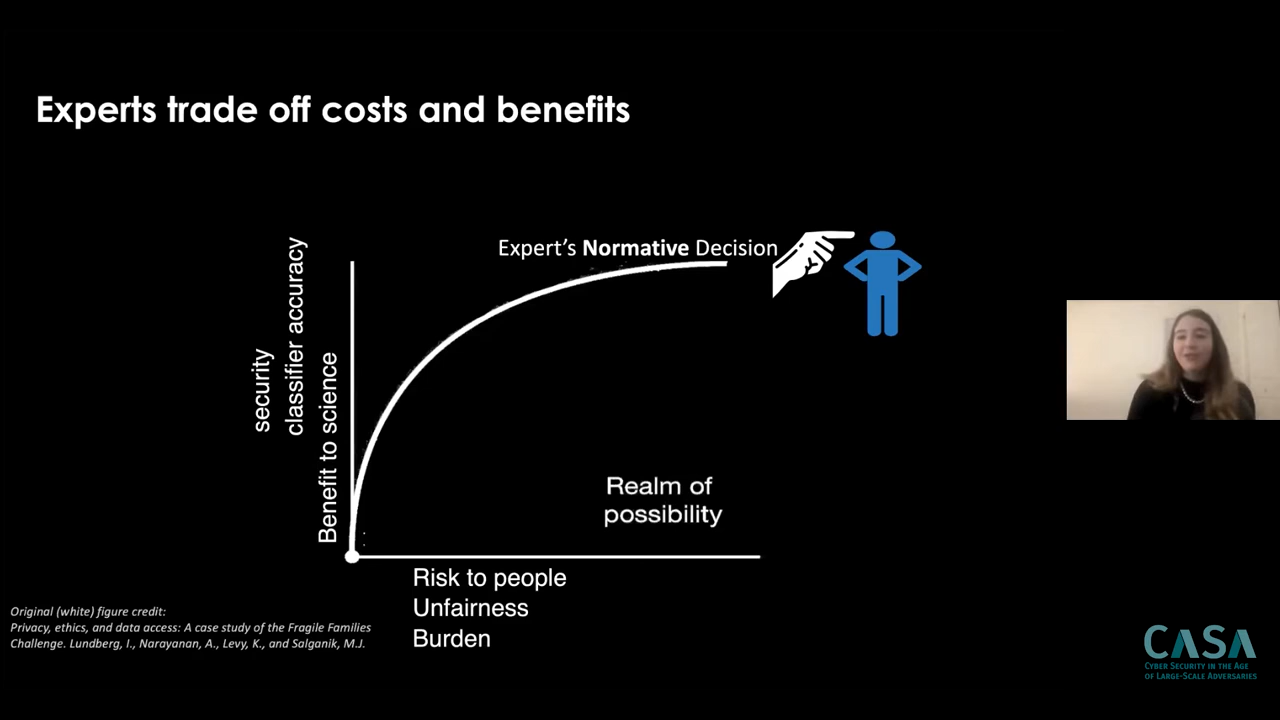 Experts trade off costs and benefits
Expert's Normative Decision
security
classifier accuracy
Benefit to science
Realm of
possibility
Risk to people
Unfairness
Burden
Original (white) figure credit:
Privacy, ethics, and data access: A case study of the Fragile Families
Challenge. Lundberg, I., Narayanan, A., Levy, K., and Salganik, M.J.
CASA
Cyber Security in the Age
of Large-Scale Adversaries